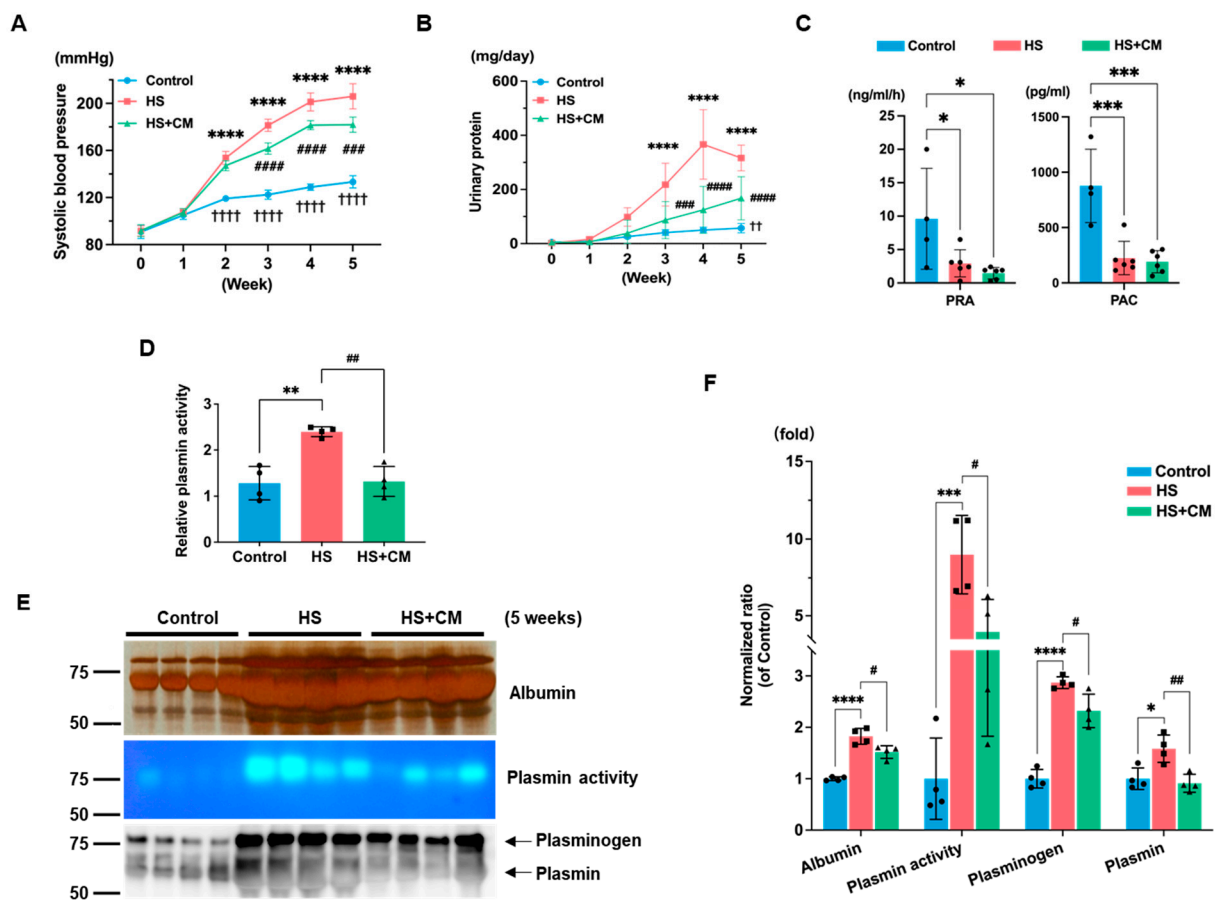 A
(mmHg)
Systolic blood pressure
Control
HS
HS+CM
200
160
120
80
****
****
****
****
####
####
###
††††
††††
††††
††††
0 1 2 3 4 5
(Week)
B
(mg/day)
Urinary protein
Control
HS
HS+CM
600
400
200
0
****
****
****
###
####
####
††
0 1 2 3 4 5
(Week)
C
Control HS HS+CM
(ng/ml/h)
25
20
15
10
5
0
*
*
PRA
(pg/ml)
1500
1000
500
0
***
***
PAC
D
Relative plasmin activity
3
2
1
0
**
##
Control HS HS+CM
E
Control HS HS+CM (5 weeks)
75
50
Albumin
75
50
Plasmin activity
75
50
Plasminogen
Plasmin
F
(fold)
Normalized ratio
(of Control)
15
10
5
3
2
1
0
Control
HS
HS+CM
****
#
***
#
****
#
*
##
Albumin
Plasmin activity
Plasminogen
Plasmin